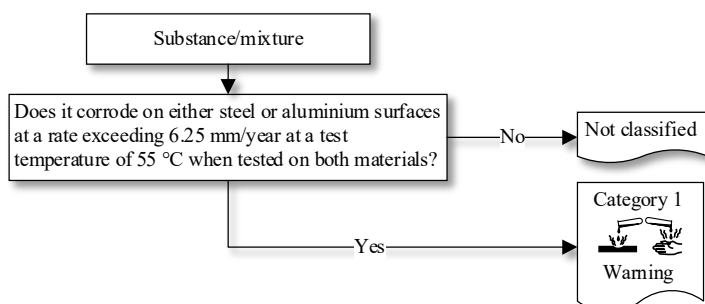 Substance/mixture
Does it corrode on either steel or aluminium surfaces
at a rate exceeding 6.25 mm/year at a test
temperature of 55 °C when tested on both materials?
No
Not classified
Category 1
Yes
Warning